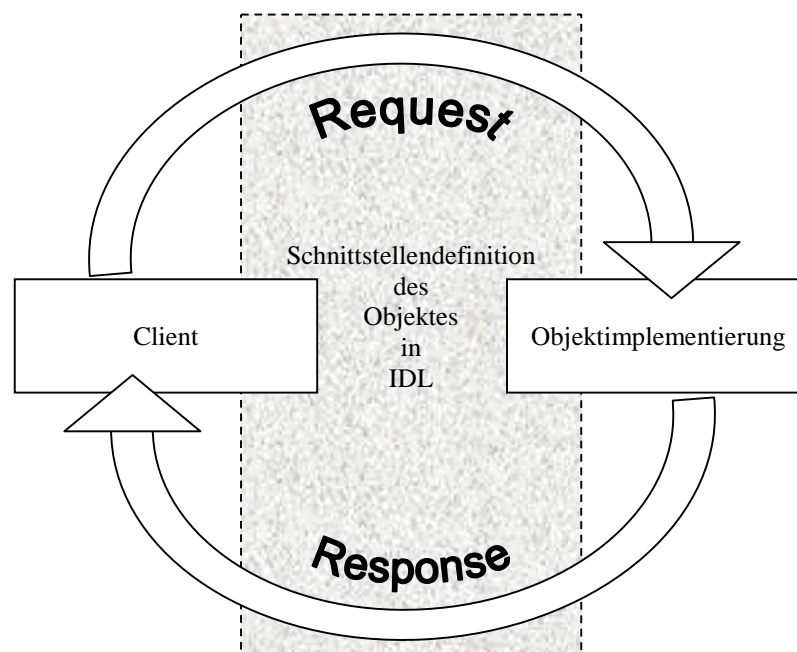 Request
Schnittstellendefinition
des
Objektes
in
IDL
Client
Objektimplementierung
Response